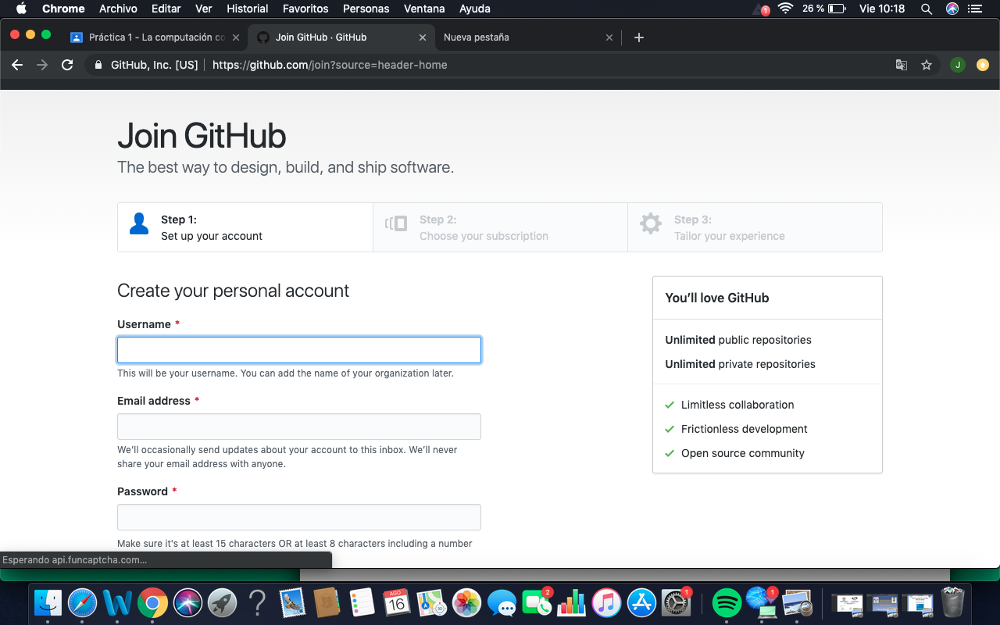 Chrome Archivo Editar Ver Historial Favoritos Personas Ventana Ayuda 1 26 % Vie 10:18
Práctica 1 - La computación co Join GitHub · GitHub Nueva pestaña
GitHub, Inc. [US] https://github.com/join?source=header-home J
Join GitHub
The best way to design, build, and ship software.
Step 1:
Set up your account
Step 2:
Choose your subscription
Step 3:
Tailor your experience
Create your personal account
Username *
This will be your username. You can add the name of your organization later.
Email address *
We'll occasionally send updates about your account to this inbox. We'll never
share your email address with anyone.
Password *
Make sure it's at least 15 characters OR at least 8 characters including a number
You'll love GitHub
Unlimited public repositories
Unlimited private repositories
Limitless collaboration
Frictionless development
Open source community
Esperando api.funcaptcha.com...
W ? AGO 16 2 1 1